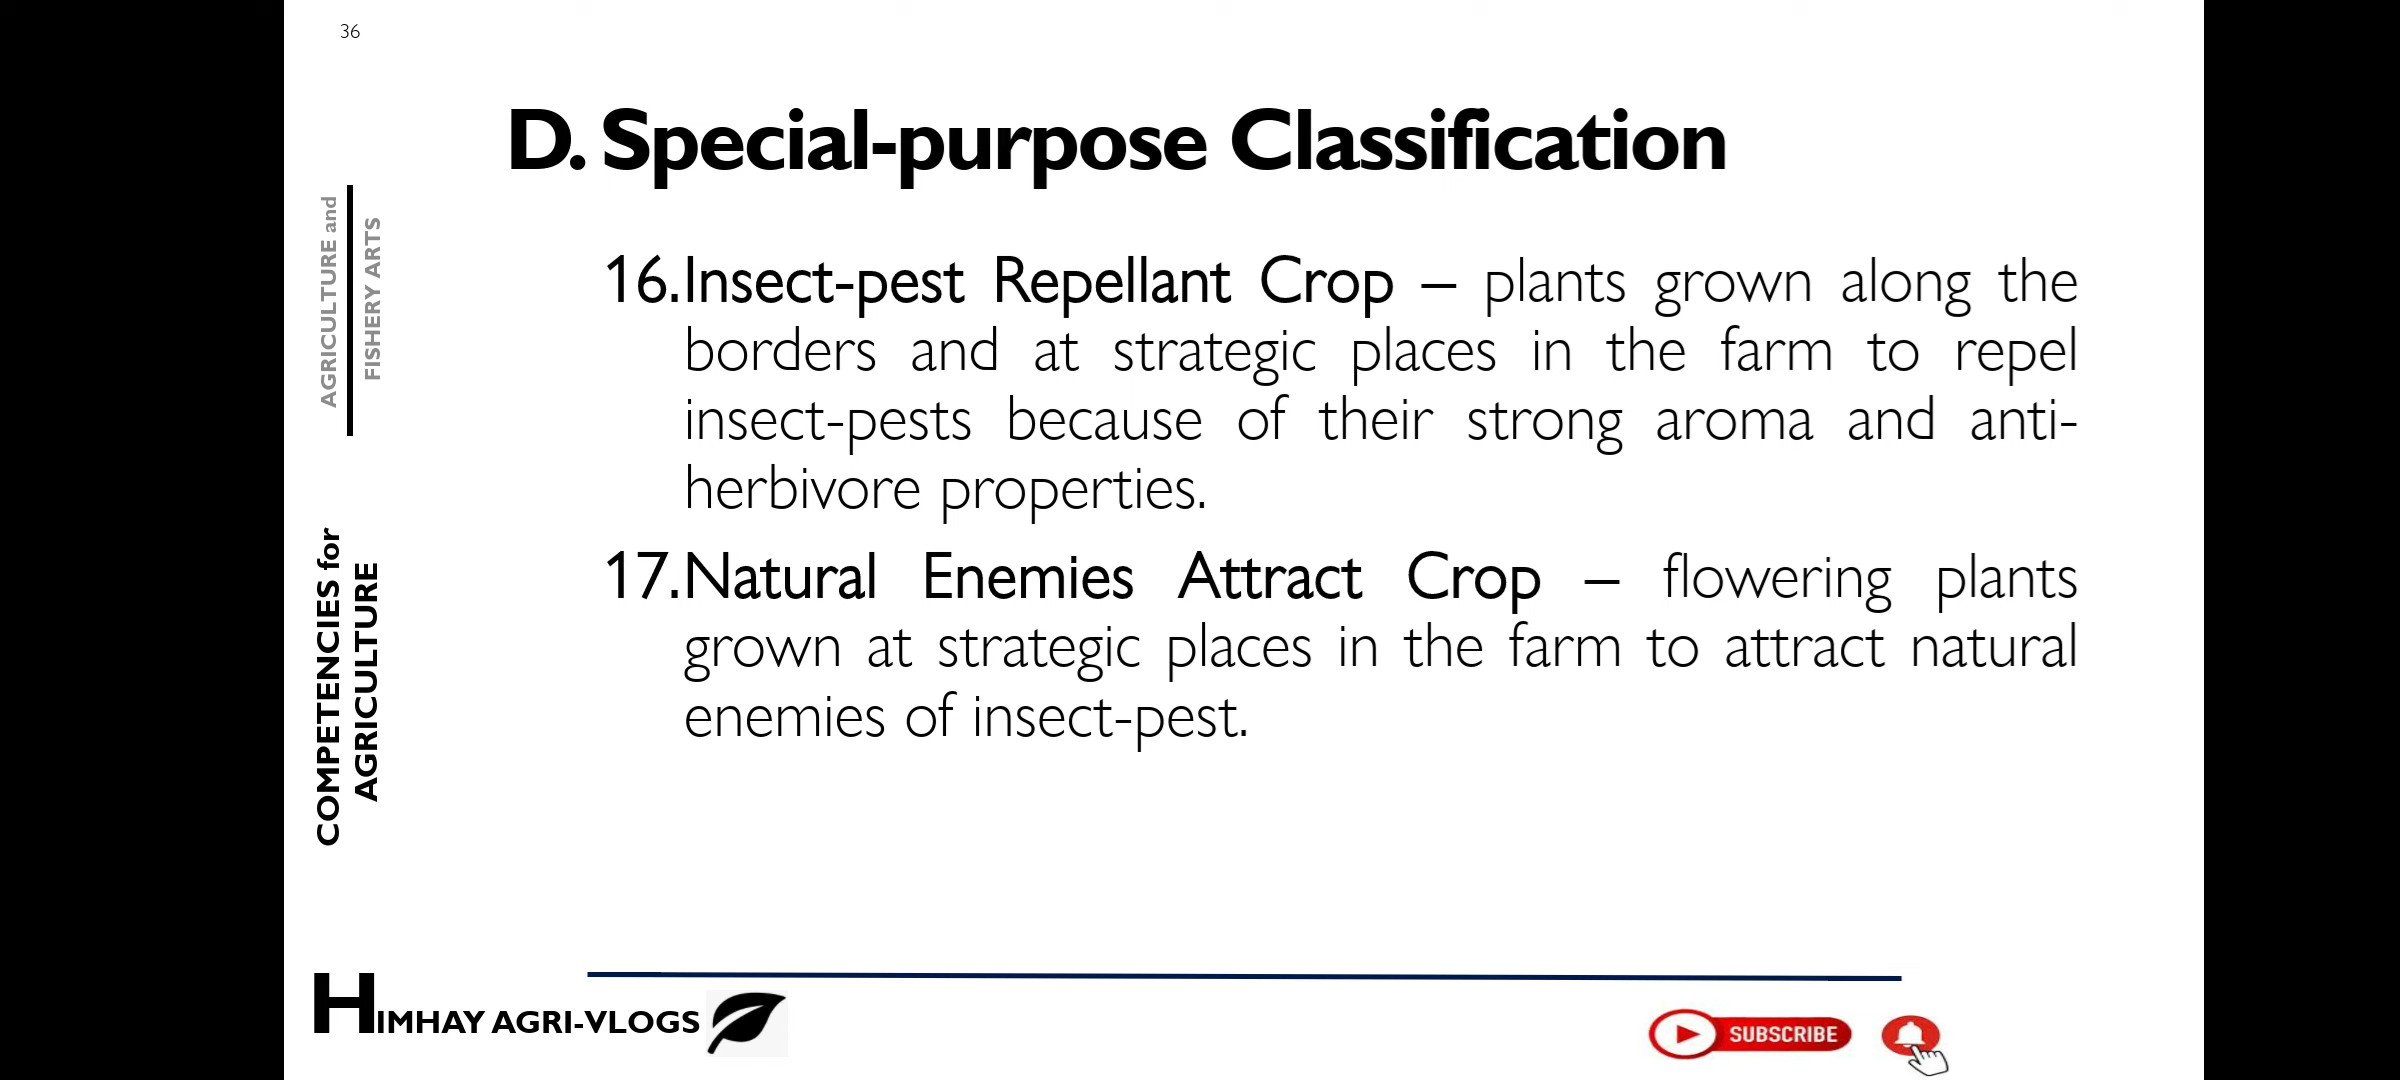 36
D. Special-purpose Classification
AGRICULTURE and
FISHERY ARTS
16.Insect-pest Repellant Crop – plants grown along the
borders and at strategic places in the farm to repel
insect-pests because of their strong aroma and anti-
herbivore properties.
17.Natural Enemies Attract Crop – flowering plants
grown at strategic places in the farm to attract natural
enemies of insect-pest.
COMPETENCIES for
AGRICULTURE
HIMHAY AGRI-VLOGS
SUBSCRIBE